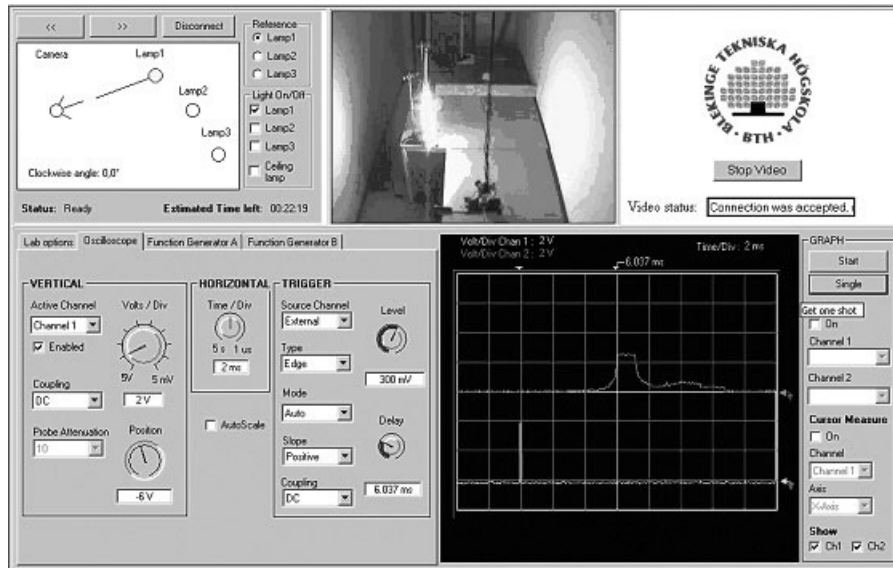 <<
>>
Disconnect
Camera
Lamp1
Lamp2
Lamp3
Clockwise angle: 0,0°
Reference
Lamp1
Lamp2
Lamp3
Light On/Off
Lamp1
Lamp2
Lamp3
Ceiling
lamp
Status: Ready
Estimated Time left: 00:22:19
BLEKINGE TEKNISKA HÖGSKOLA
BTH
Stop Video
Video status:
Connection was accepted.
Lab options
Oscilloscope
Function Generator A
Function Generator B
VERTICAL
Active Channel
Channel 1
Enabled
Coupling
DC
Probe Attenuation
10
Volts / Div
5V
5 mV
2 V
Position
-6 V
HORIZONTAL
Time / Div
5 s
1 us
2 ms
AutoScale
TRIGGER
Source Channel
External
Type
Edge
Mode
Auto
Slope
Positive
Coupling
DC
Level
300 mV
Delay
6.037 ms
Volt/Div Chan 1 : 2 V
Volt/Div Chan 2 : 2 V
Time/Div : 2 ms
6.037 ms
GRAPH
Start
Single
Get one shot
On
Channel 1
Channel 2
Cursor Measure
On
Channel
Channel 1
Axis
X-Axis
Show
Ch1
Ch2